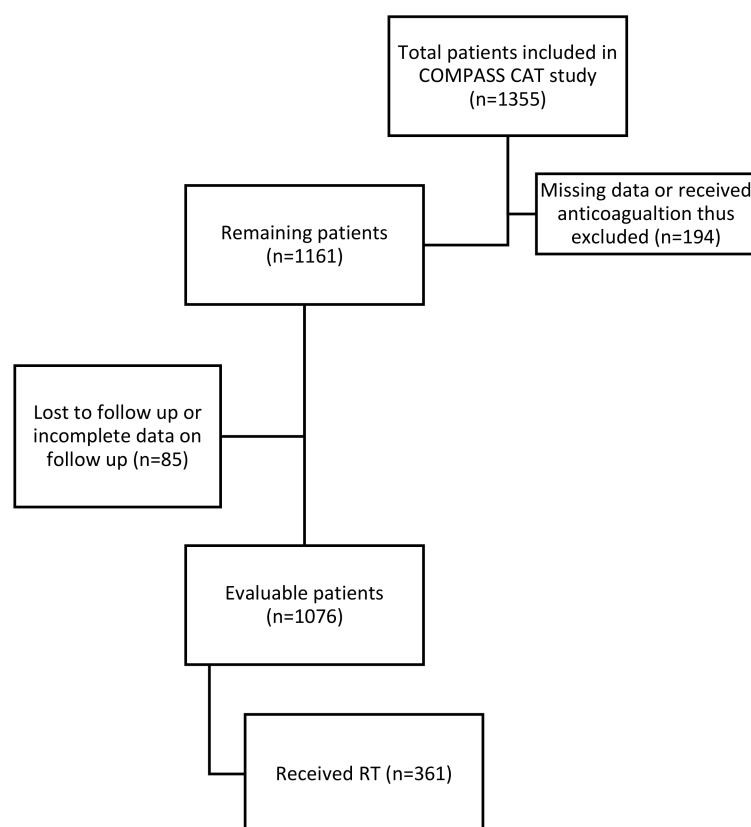 Total patients included in
COMPASS CAT study
(n=1355)
Missing data or received
anticoagualtion thus
excluded (n=194)
Remaining patients
(n=1161)
Lost to follow up or
incomplete data on
follow up (n=85)
Evaluable patients
(n=1076)
Received RT (n=361)